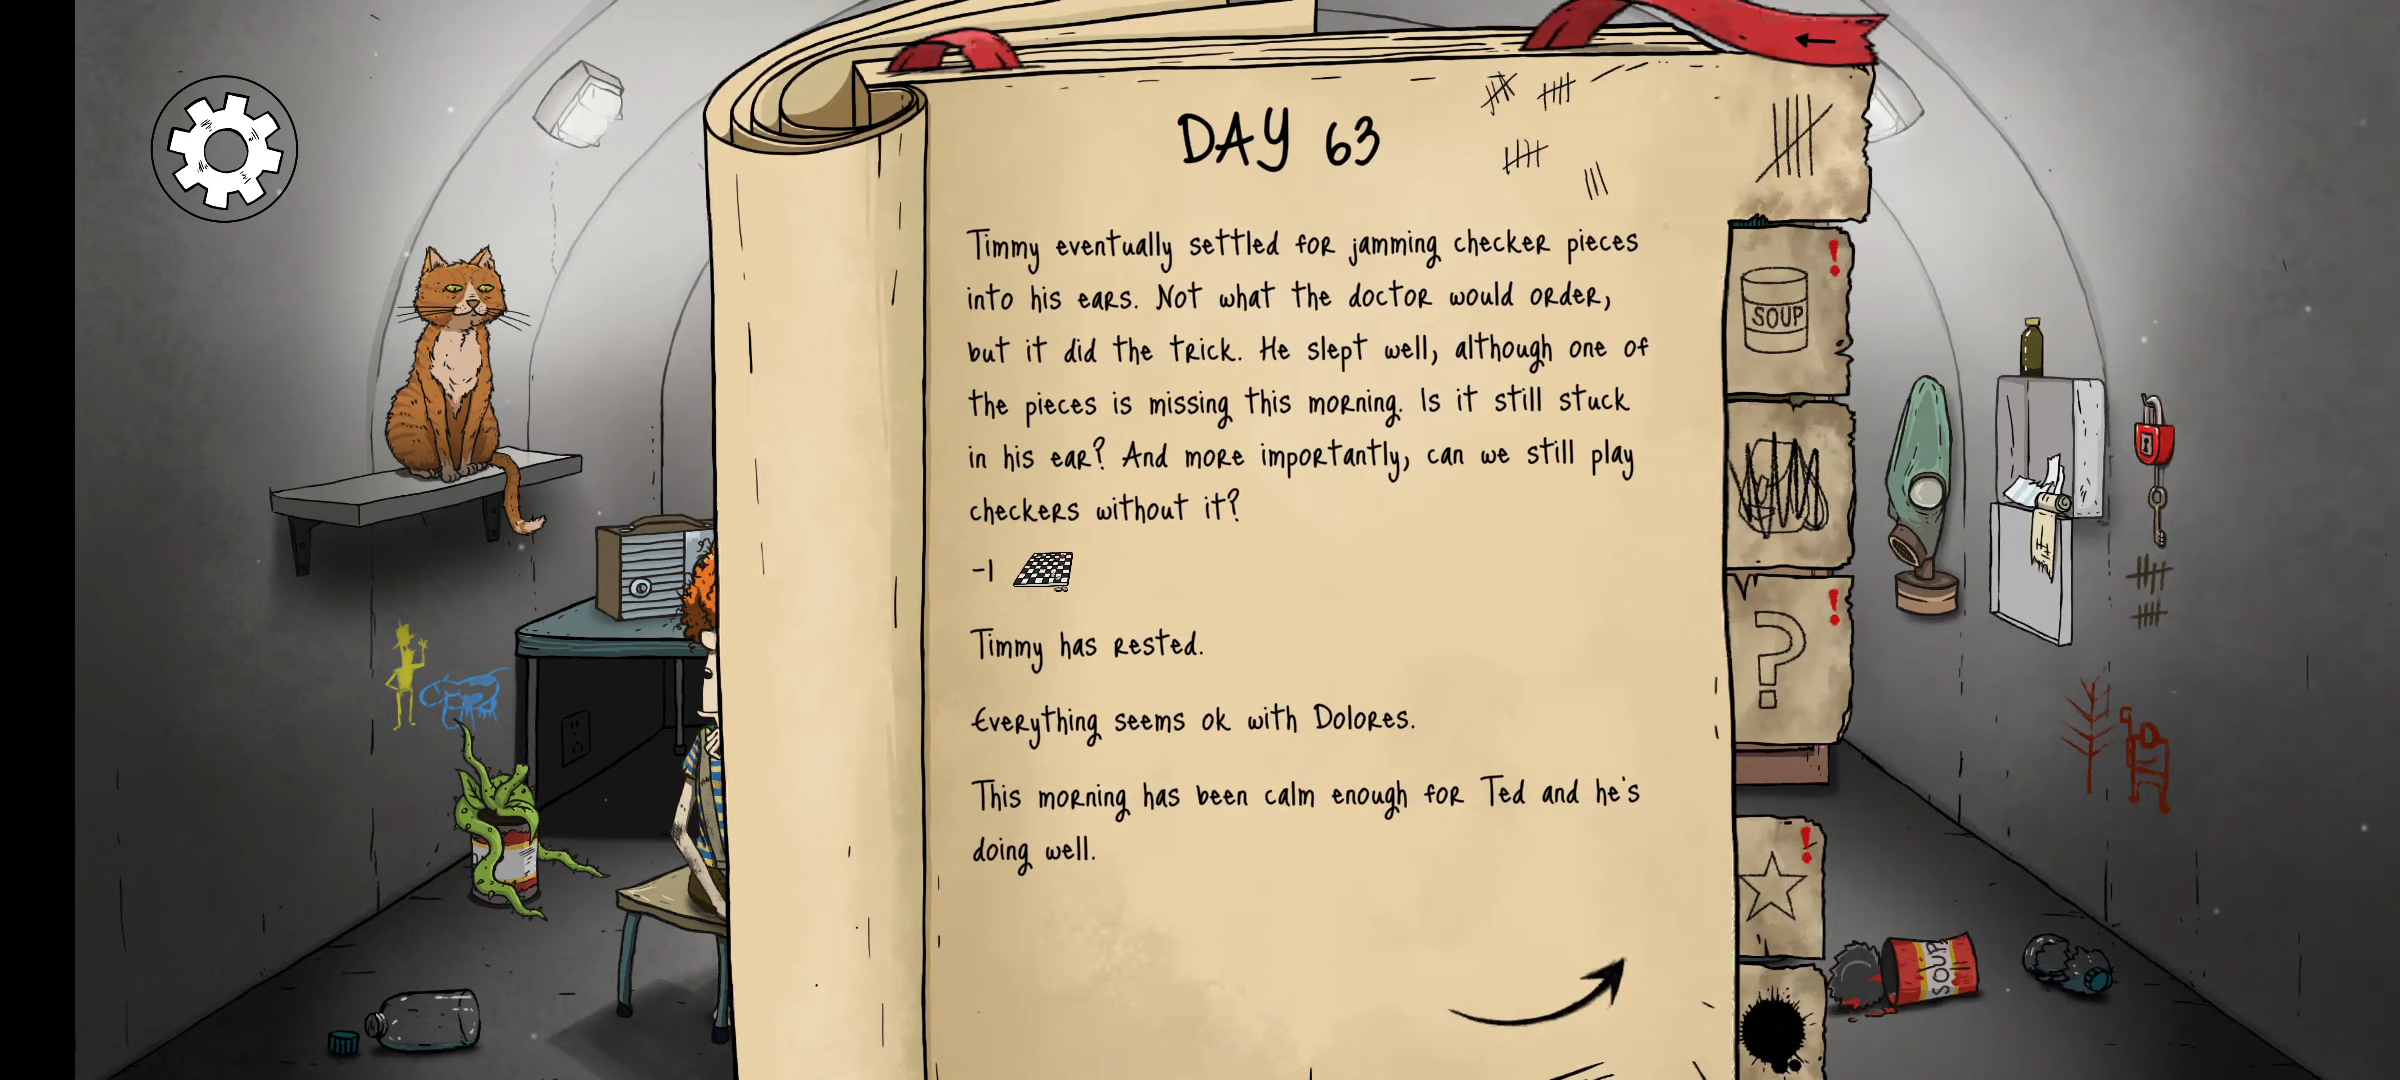 DAY 63
Timmy eventually settled for jamming checker pieces
into his ears. Not what the doctor would order,
but it did the trick. He slept well, although one of
the pieces is missing this morning. Is it still stuck
in his ear? And more importantly, can we still play
checkers without it?
-1
Timmy has rested.
Everything seems ok with Dolores.
This morning has been calm enough for Ted and he's
doing well.
!
SOUP
!
?
!
SOUP